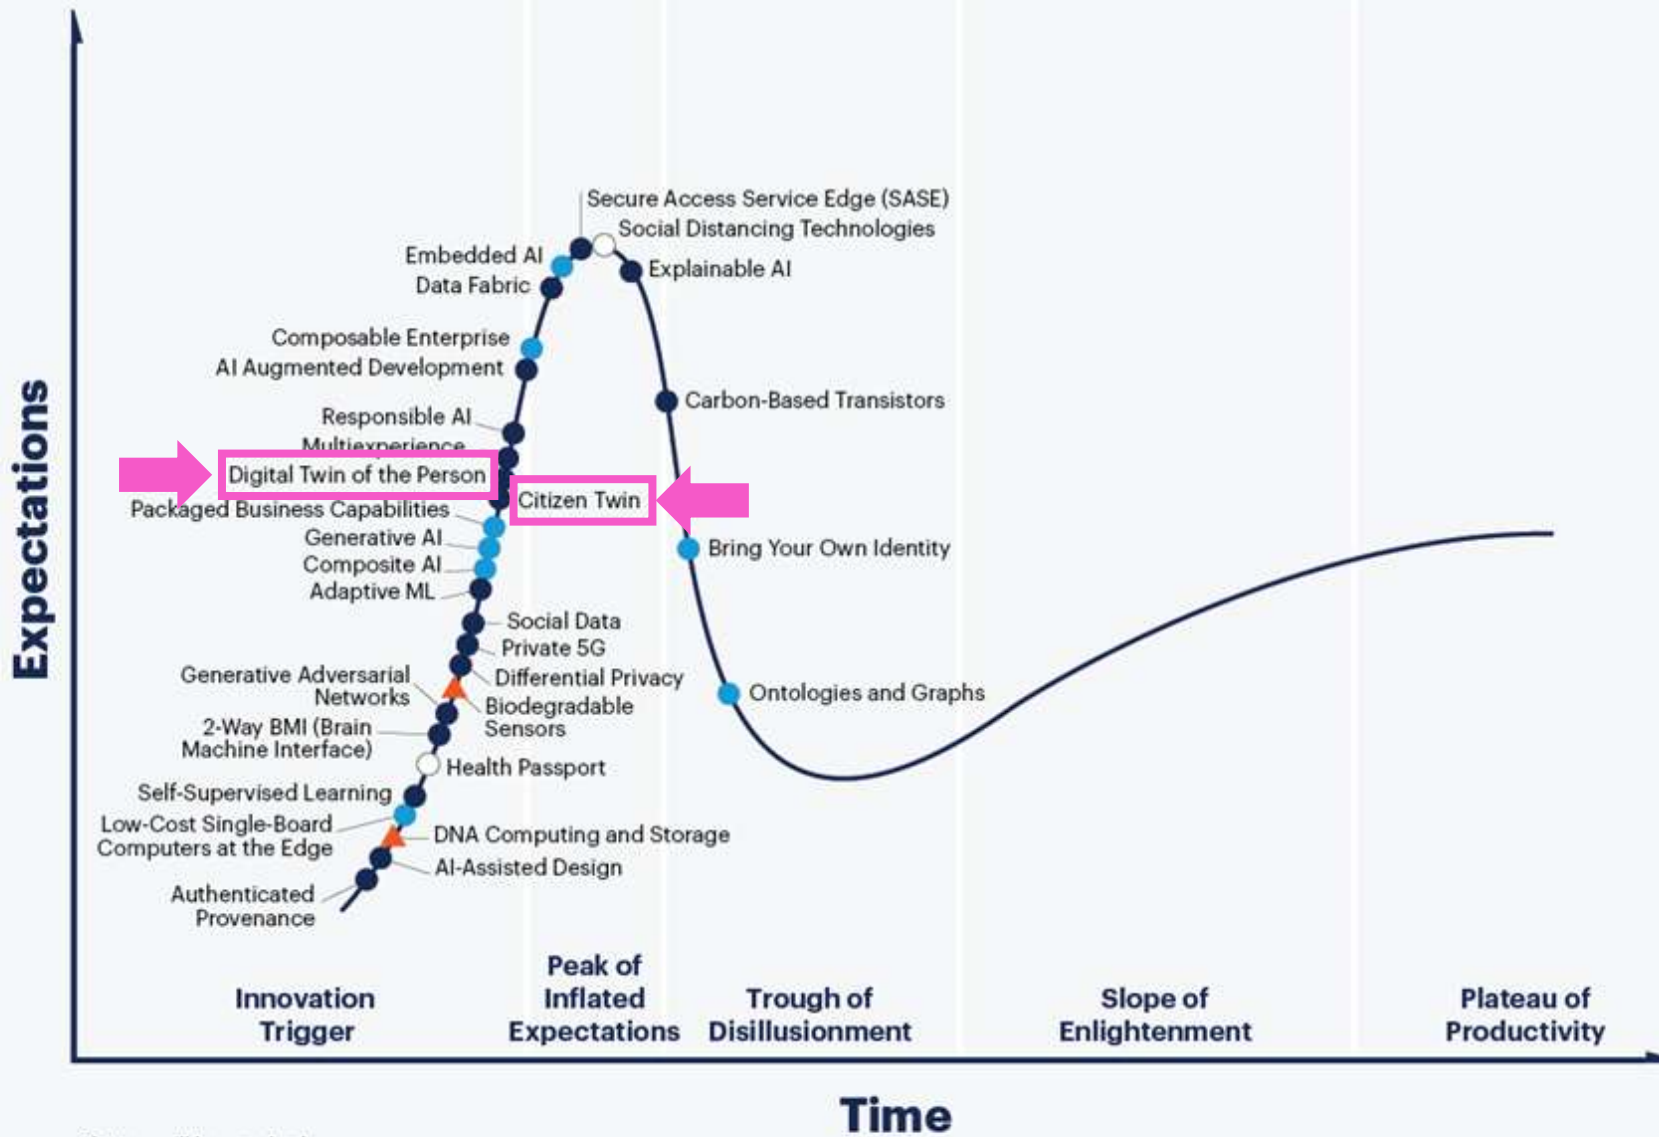 Secure Access Service Edge (SASE)
Social Distancing Technologies
Embedded AI
Explainable AI
Data Fabric
Composable Enterprise
AI Augmented Development
Carbon-Based Transistors
Responsible AI
Multiexperience
Digital Twin of the Person
Citizen Twin
Packaged Business Capabilities
Generative AI
Bring Your Own Identity
Composite AI
Adaptive ML
Social Data
Private 5G
Generative Adversarial
Networks
Differential Privacy
Ontologies and Graphs
Biodegradable
Sensors
2-Way BMI (Brain
Machine Interface)
Health Passport
Self-Supervised Learning
Low-Cost Single-Board
Computers at the Edge
DNA Computing and Storage
AI-Assisted Design
Authenticated
Provenance
Expectations
Innovation
Trigger
Peak of
Inflated
Expectations
Trough of
Disillusionment
Slope of
Enlightenment
Plateau of
Productivity
Time